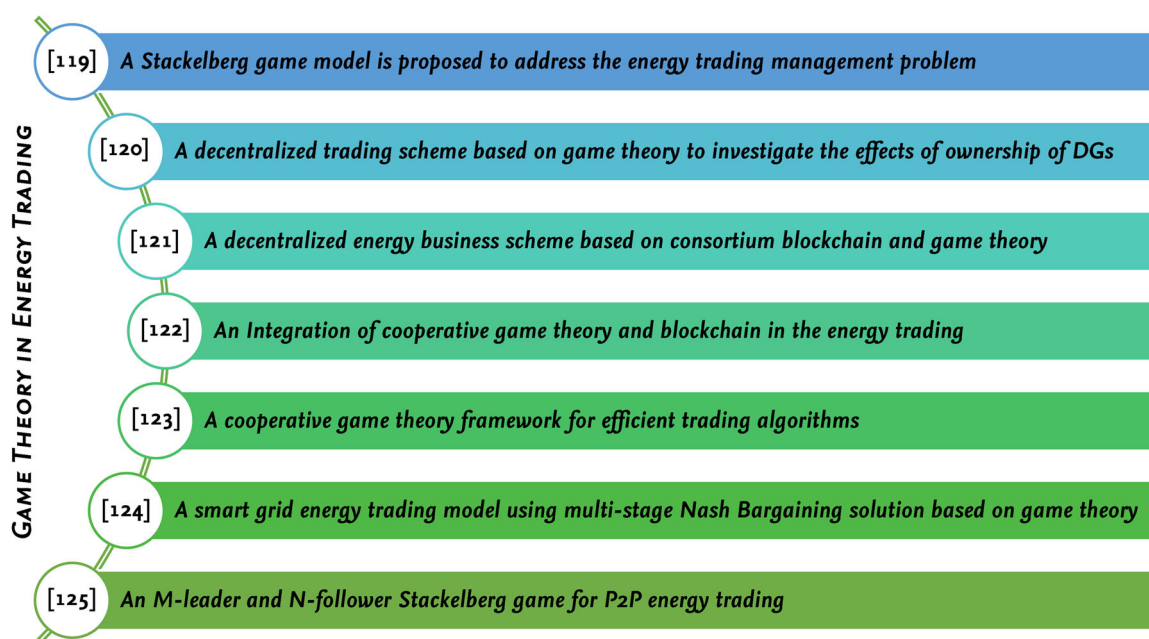 GAME THEORY IN ENERGY TRADING
[119] A Stackelberg game model is proposed to address the energy trading management problem
[120] A decentralized trading scheme based on game theory to investigate the effects of ownership of DGs
[121] A decentralized energy business scheme based on consortium blockchain and game theory
[122] An Integration of cooperative game theory and blockchain in the energy trading
[123] A cooperative game theory framework for efficient trading algorithms
[124] A smart grid energy trading model using multi-stage Nash Bargaining solution based on game theory
[125] An M-leader and N-follower Stackelberg game for P2P energy trading